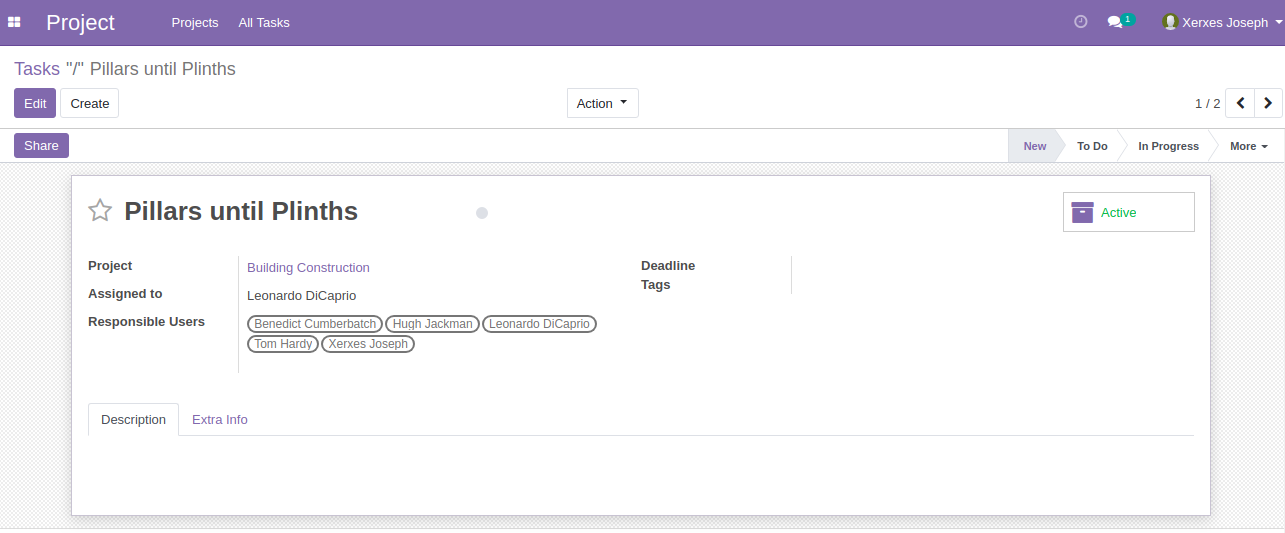 Project Projects All Tasks 1 Xerxes Joseph
Tasks "/" Pillars until Plinths
Edit Create Action 1 / 2
Share New To Do In Progress More
Pillars until Plinths Active
Project Building Construction Deadline
Tags
Assigned to Leonardo DiCaprio
Responsible Users Benedict Cumberbatch Hugh Jackman Leonardo DiCaprio
Tom Hardy Xerxes Joseph
Description Extra Info